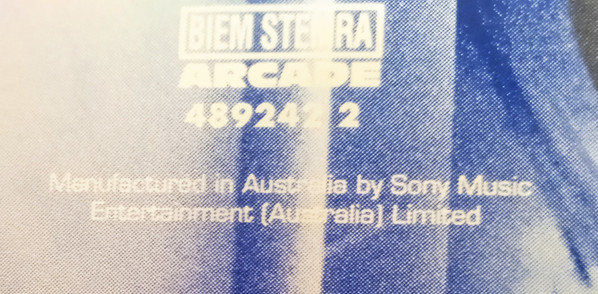 BIEM STEMRA
ARCADE
489242 2
Manufactured in Australia by Sony Music
Entertainment (Australia) Limited